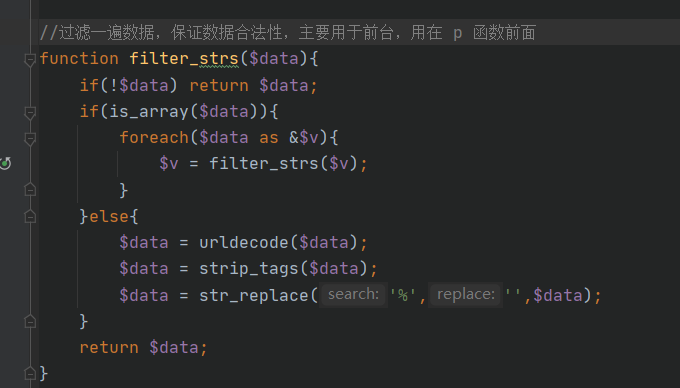 //过滤一遍数据，保证数据合法性，主要用于前台，用在 p 函数前面
function filter_strs($data){
    if(!$data) return $data;
    if(is_array($data)){
        foreach($data as &$v){
            $v = filter_strs($v);
        }
    }else{
        $data = urldecode($data);
        $data = strip_tags($data);
        $data = str_replace( search: '%', replace: '',$data);
    }
    return $data;
}